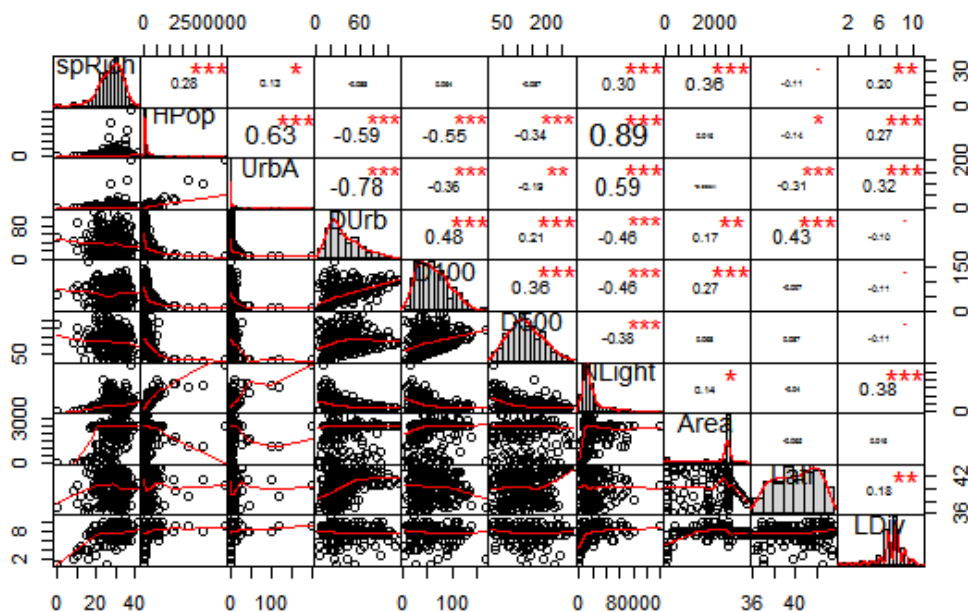 0 2500000 0 60 50 200 0 2000 2 6 10
spRich 0.28 *** 0.13 * 0.30 *** 0.36 *** -0.11 . 0.20 ** 0 30
0 HPop 0.63 *** -0.59 *** -0.55 *** -0.34 *** 0.89 *** -0.14 * 0.27 ***
UrbA -0.78 *** -0.36 *** -0.19 ** 0.59 *** -0.31 *** 0.32 *** 0 200
0 80 DUrb 0.48 *** 0.21 *** -0.46 *** 0.17 ** 0.43 *** -0.10 .
D100 0.36 *** -0.46 *** 0.27 *** -0.11 . 0 150
50 D500 -0.38 *** -0.11 .
NLight 0.14 * 0.38 *** 0
0 3000 Area
Lati 0.18 ** 36 42
2 8 LDiv
0 20 40 0 100 0 100 0 80000 36 40